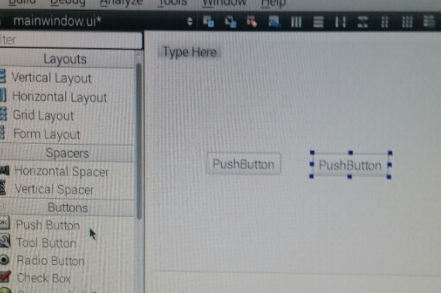 Build Debug Analyze Tools Window Help
mainwindow.ui*
Type Here
Layouts
Vertical Layout
Horizontal Layout
Grid Layout
Form Layout
Spacers
Horizontal Spacer
Vertical Spacer
Buttons
Push Button
Tool Button
Radio Button
Check Box
PushButton PushButton